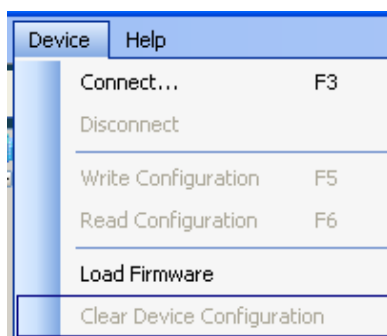 Device Help
Connect... F3
Disconnect
Write Configuration F5
Read Configuration F6
Load Firmware
Clear Device Configuration